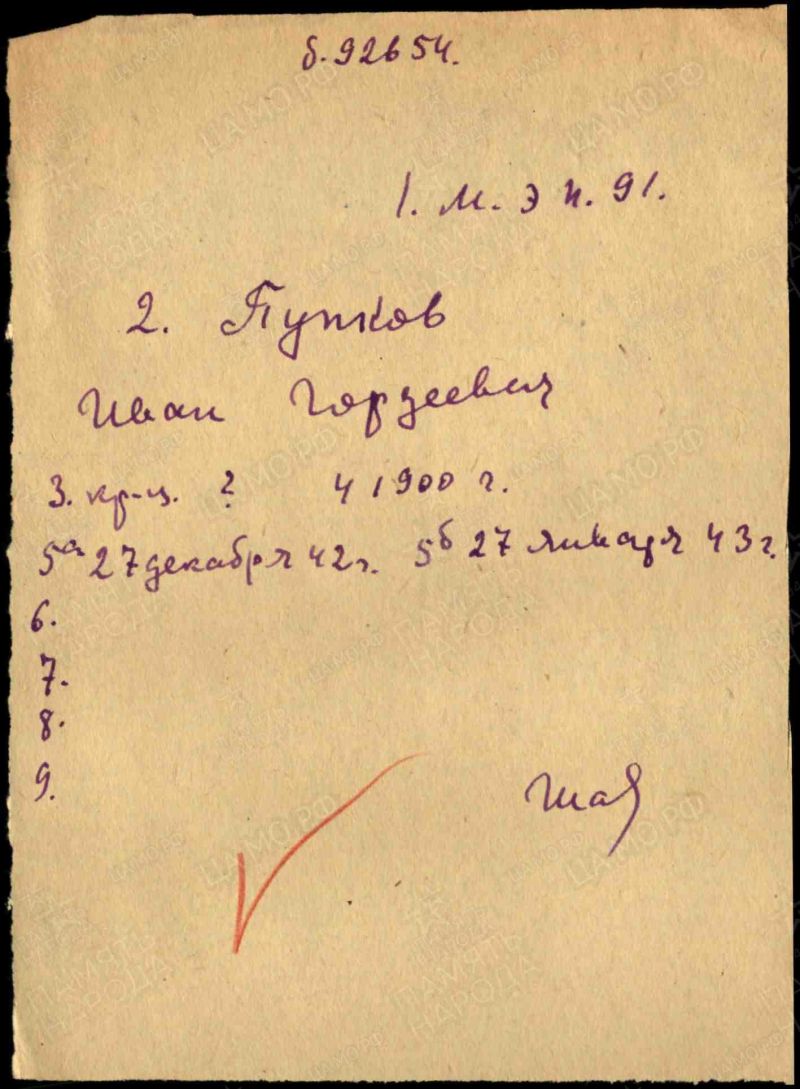 б. 92654.
1. М. Э п. 91.
2. Пупков
Иван Гордеевич
3. кр-ц. ? 4 1900 г.
5а 27 декабря 42 г. 5б 27 января 43 г.
6.
7.
8.
9.